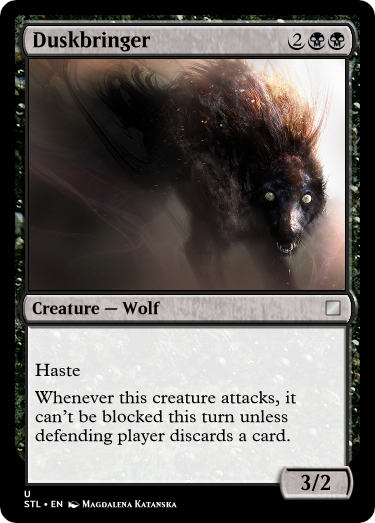 Duskbringer 2
Creature — Wolf
Haste
Whenever this creature attacks, it
can't be blocked this turn unless
defending player discards a card.
3/2
U
STL • EN Magdalena Katanska